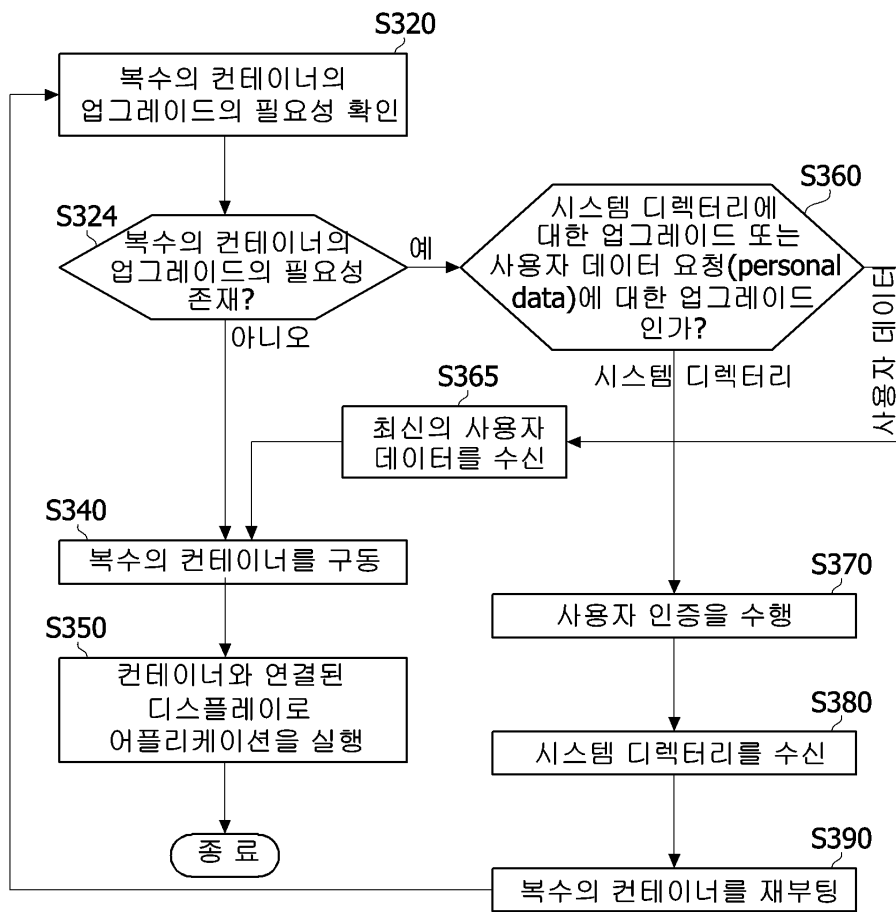 S320
복수의 컨테이너의
업그레이드의 필요성 확인
S324
복수의 컨테이너의
업그레이드의 필요성
존재?
예
아니오
S360
시스템 디렉터리에
대한 업그레이드 또는
사용자 데이터 요청(personal
data)에 대한 업그레이드
인가?
사용자 데이터
시스템 디렉터리
S365
최신의 사용자
데이터를 수신
S340
복수의 컨테이너를 구동
S350
컨테이너와 연결된
디스플레이로
어플리케이션을 실행
종 료
S370
사용자 인증을 수행
S380
시스템 디렉터리를 수신
S390
복수의 컨테이너를 재부팅